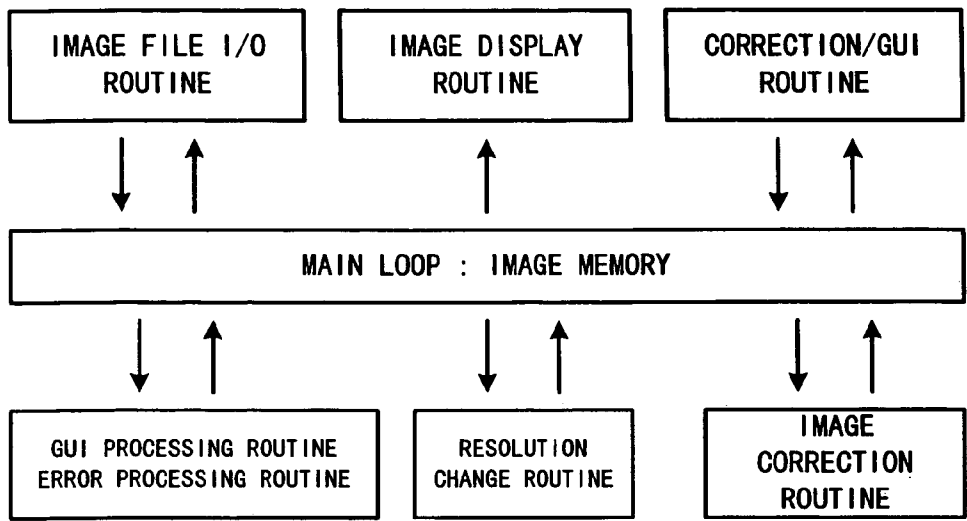 IMAGE FILE I/O
ROUTINE
IMAGE DISPLAY
ROUTINE
CORRECTION/GUI
ROUTINE
MAIN LOOP : IMAGE MEMORY
GUI PROCESSING ROUTINE
ERROR PROCESSING ROUTINE
RESOLUTION
CHANGE ROUTINE
IMAGE
CORRECTION
ROUTINE